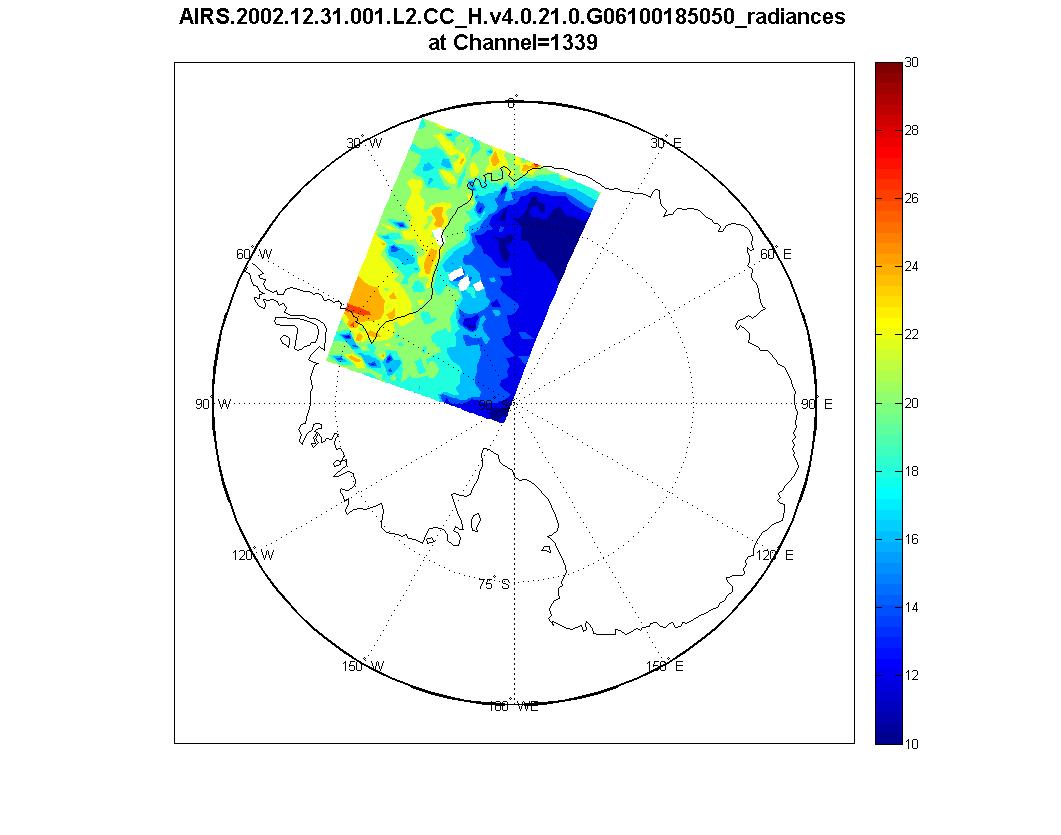 AIRS.2002.12.31.001.L2.CC_H.v4.0.21.0.G06100185050_radiances
at Channel=1339
0°
30° W
30° E
60° W
60° E
90° W
90° E
120° W
120° E
75° S
150° W
150° E
180° WE
30
28
26
24
22
20
18
16
14
12
10